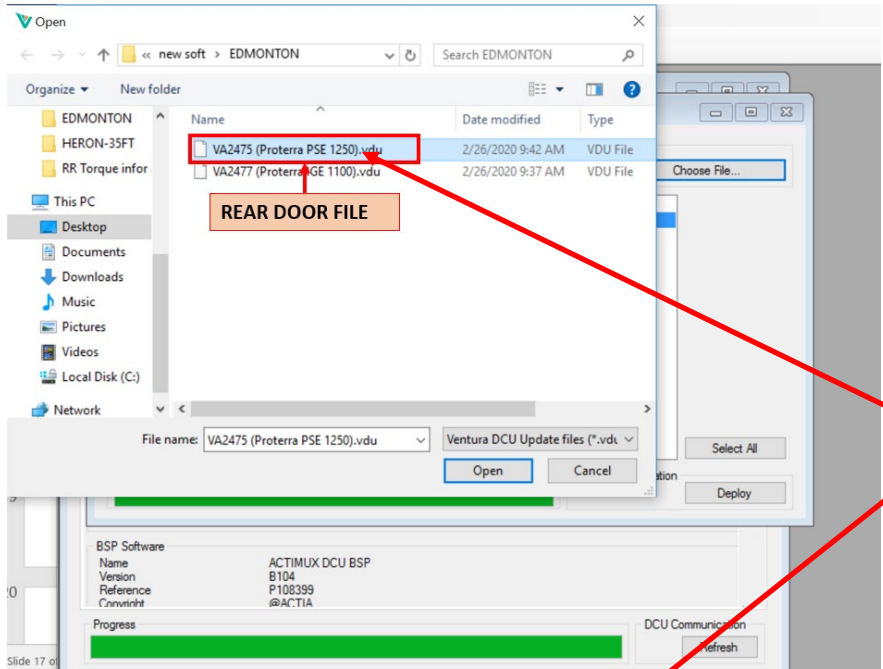 Open
« new soft > EDMONTON
Search EDMONTON
Organize
New folder
EDMONTON
HERON-35FT
RR Torque infor
This PC
Desktop
Documents
Downloads
Music
Pictures
Videos
Local Disk (C:)
Network
Name
Date modified
Type
VA2475 (Proterra PSE 1250).vdu
2/26/2020 9:42 AM
VDU File
VA2477 (Proterra GE 1100).vdu
2/26/2020 9:37 AM
VDU File
REAR DOOR FILE
Choose File...
File name:
VA2475 (Proterra PSE 1250).vdu
Ventura DCU Update files (*.vdu
Open
Cancel
Select All
Deploy
BSP Software
Name
ACTIMUX DCU BSP
Version
B104
Reference
P108399
Copyright
@ACTIA
Progress
DCU Communication
Refresh
Slide 17 of